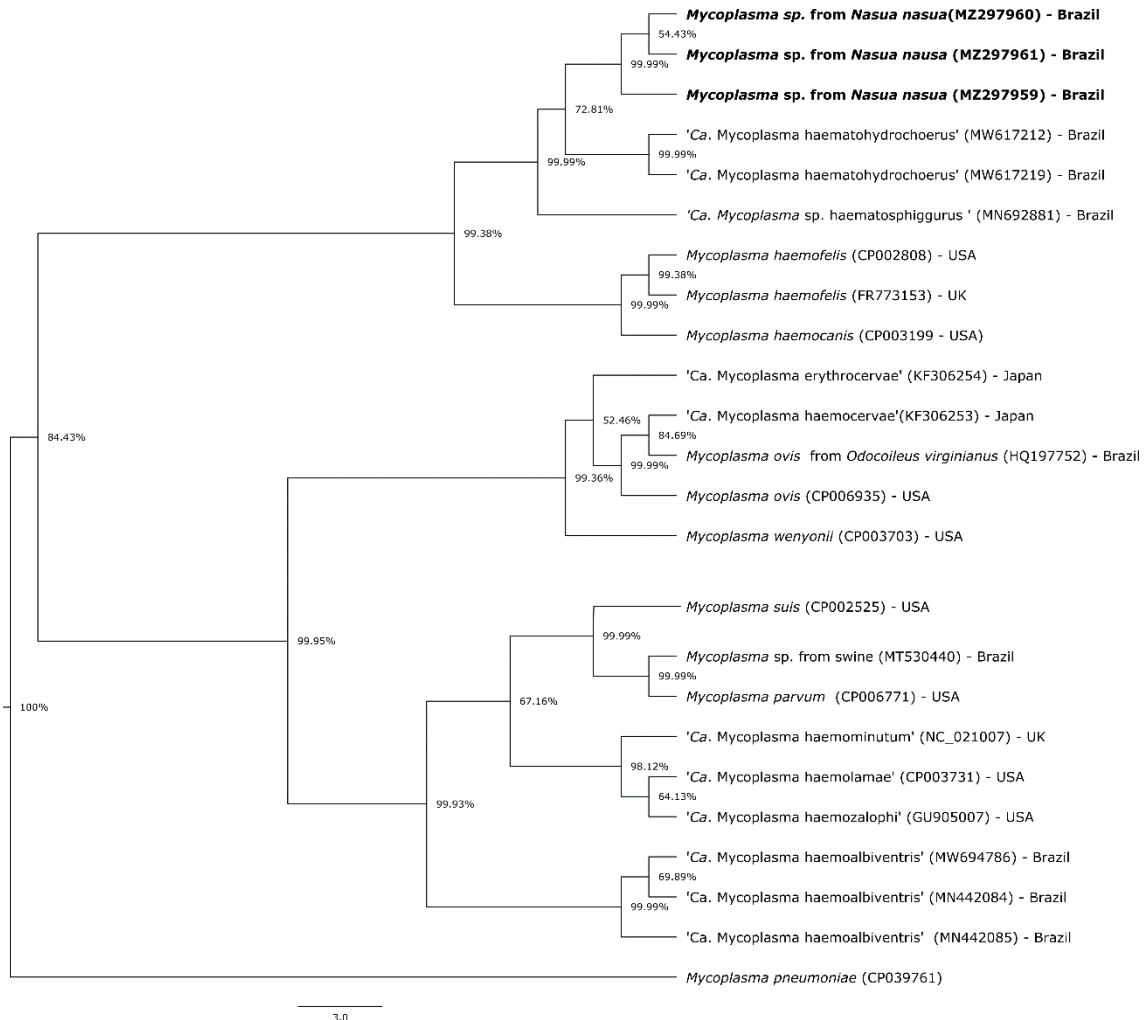 Mycoplasma sp. from Nasua nasua(MZ297960) - Brazil
54.43%
Mycoplasma sp. from Nasua nausa (MZ297961) - Brazil
99.99%
Mycoplasma sp. from Nasua nasua (MZ297959) - Brazil
72.81%
'Ca. Mycoplasma haematohydrochoerus' (MW617212) - Brazil
99.99%
99.99%
'Ca. Mycoplasma haematohydrochoerus' (MW617219) - Brazil
'Ca. Mycoplasma sp. haematosphiggurus ' (MN692881) - Brazil
99.38%
Mycoplasma haemofelis (CP002808) - USA
99.38%
Mycoplasma haemofelis (FR773153) - UK
99.99%
Mycoplasma haemocanis (CP003199 - USA)
'Ca. Mycoplasma erythrocervae' (KF306254) - Japan
'Ca. Mycoplasma haemocervae'(KF306253) - Japan
52.46%
84.43%
84.69%
Mycoplasma ovis from Odocoileus virginianus (HQ197752) - Brazil
99.99%
99.36%
Mycoplasma ovis (CP006935) - USA
Mycoplasma wenyonii (CP003703) - USA
Mycoplasma suis (CP002525) - USA
99.99%
99.95%
Mycoplasma sp. from swine (MT530440) - Brazil
99.99%
Mycoplasma parvum (CP006771) - USA
67.16%
100%
'Ca. Mycoplasma haemominutum' (NC_021007) - UK
98.12%
'Ca. Mycoplasma haemolamae' (CP003731) - USA
64.13%
99.93%
'Ca. Mycoplasma haemozalophi' (GU905007) - USA
'Ca. Mycoplasma haemoalbiventris' (MW694786) - Brazil
69.89%
'Ca. Mycoplasma haemoalbiventris' (MN442084) - Brazil
99.99%
'Ca. Mycoplasma haemoalbiventris' (MN442085) - Brazil
Mycoplasma pneumoniae (CP039761)
3.0